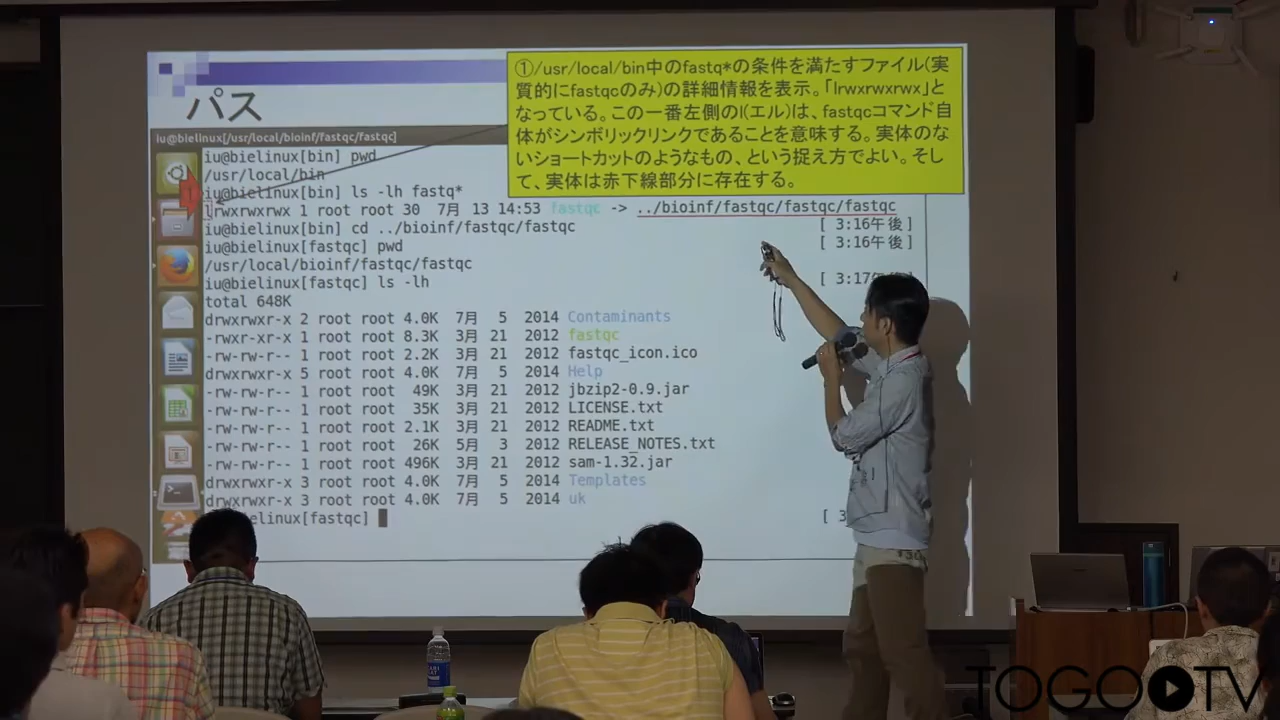 パス
①/usr/local/bin中のfastq*の条件を満たすファイル(実
質的にfastqcのみ)の詳細情報を表示。「lrwxrwxrwx」と
なっている。この一番左側のl(エル)は、fastqcコマンド自
体がシンボリックリンクであることを意味する。実体のな
いショートカットのようなもの、という捉え方でよい。そし
て、実体は赤下線部分に存在する。
iu@bielinux[/usr/local/bioinf/fastqc/fastqc]
iu@bielinux[bin] pwd
/usr/local/bin
iu@bielinux[bin] ls -lh fastq*
lrwxrwxrwx 1 root root 30 7月 13 14:53 fastqc -> ../bioinf/fastqc/fastqc/fastqc
iu@bielinux[bin] cd ../bioinf/fastqc/fastqc [ 3:16午後]
iu@bielinux[fastqc] pwd [ 3:16午後]
/usr/local/bioinf/fastqc/fastqc
iu@bielinux[fastqc] ls -lh [ 3:17
total 648K
drwxrwxr-x 2 root root 4.0K 7月 5 2014 Contaminants
-rwxr-xr-x 1 root root 8.3K 3月 21 2012 fastqc
-rw-rw-r-- 1 root root 2.2K 3月 21 2012 fastqc_icon.ico
drwxrwxr-x 5 root root 4.0K 7月 5 2014 Help
-rw-rw-r-- 1 root root 49K 3月 21 2012 jbzip2-0.9.jar
-rw-rw-r-- 1 root root 35K 3月 21 2012 LICENSE.txt
-rw-rw-r-- 1 root root 2.1K 3月 21 2012 README.txt
-rw-rw-r-- 1 root root 26K 5月 3 2012 RELEASE_NOTES.txt
-rw-rw-r-- 1 root root 496K 3月 21 2012 sam-1.32.jar
drwxrwxr-x 3 root root 4.0K 7月 5 2014 Templates
drwxrwxr-x 3 root root 4.0K 7月 5 2014 uk
elinux[fastqc] [ 3
TOGOTV